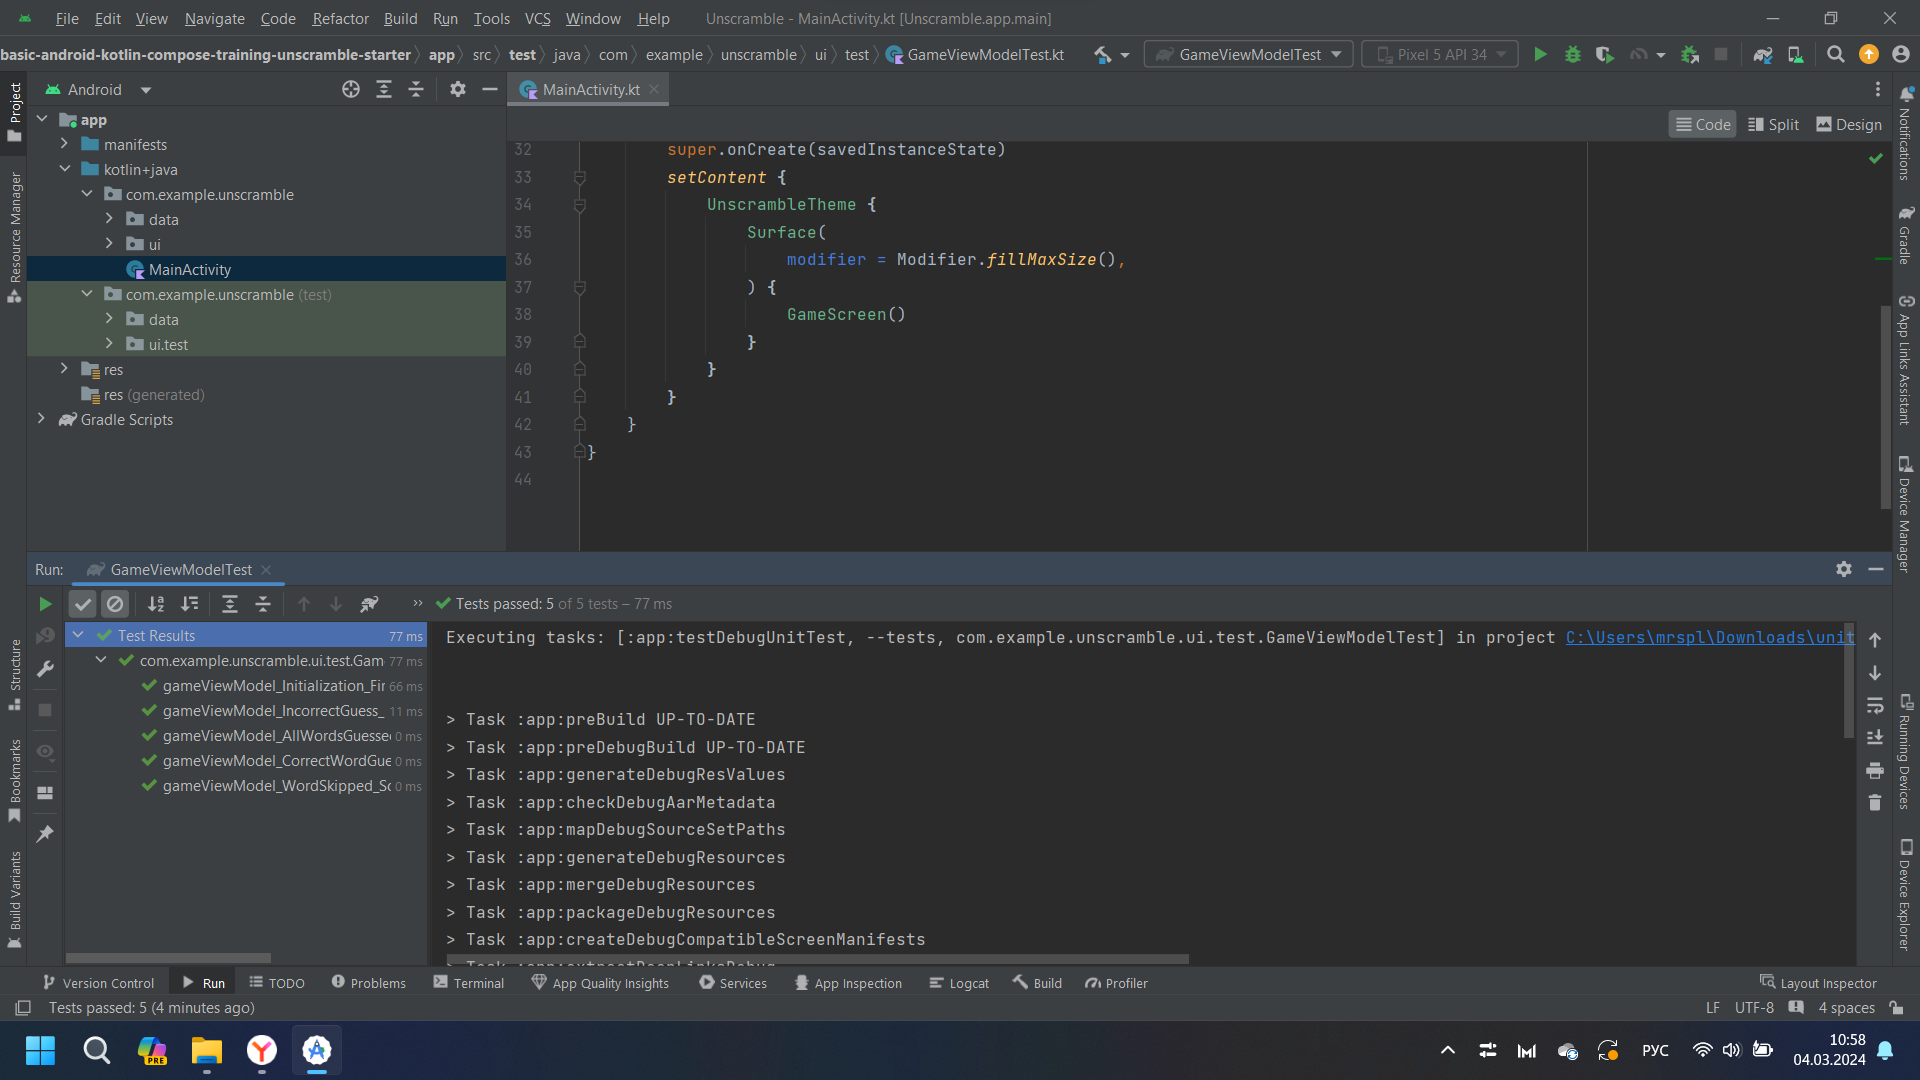 File Edit View Navigate Code Refactor Build Run Tools VCS Window Help Unscramble - MainActivity.kt [Unscramble.app.main]
basic-android-kotlin-compose-training-unscramble-starter app src test java com example unscramble ui test GameViewModelTest.kt GameViewModelTest Pixel 5 API 34
Project
Resource Manager
Structure
Bookmarks
Build Variants
Android
app
manifests
kotlin+java
com.example.unscramble
data
ui
MainActivity
com.example.unscramble (test)
data
ui.test
res
res (generated)
Gradle Scripts
MainActivity.kt
Code Split Design
32 super.onCreate(savedInstanceState)
33 setContent {
34 UnscrambleTheme {
35 Surface(
36 modifier = Modifier.fillMaxSize(),
37 ) {
38 GameScreen()
39 }
40 }
41 }
42 }
43 }
44
Notifications
Gradle
App Links Assistant
Device Manager
Running Devices
Device Explorer
Run: GameViewModelTest
Tests passed: 5 of 5 tests – 77 ms
Test Results 77 ms
com.example.unscramble.ui.test.Gam 77 ms
gameViewModel_Initialization_Fir 66 ms
gameViewModel_IncorrectGuess_ 11 ms
gameViewModel_AllWordsGuesse 0 ms
gameViewModel_CorrectWordGue 0 ms
gameViewModel_WordSkipped_Sc 0 ms
Executing tasks: [:app:testDebugUnitTest, --tests, com.example.unscramble.ui.test.GameViewModelTest] in project C:\Users\mrspl\Downloads\unit
> Task :app:preBuild UP-TO-DATE
> Task :app:preDebugBuild UP-TO-DATE
> Task :app:generateDebugResValues
> Task :app:checkDebugAarMetadata
> Task :app:mapDebugSourceSetPaths
> Task :app:generateDebugResources
> Task :app:mergeDebugResources
> Task :app:packageDebugResources
> Task :app:createDebugCompatibleScreenManifests
Version Control Run TODO Problems Terminal App Quality Insights Services App Inspection Logcat Build Profiler Layout Inspector
Tests passed: 5 (4 minutes ago) LF UTF-8 4 spaces
PRE
РУС
10:58
04.03.2024